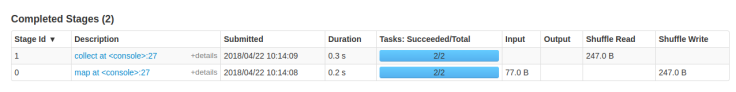 Completed Stages (2)
Stage Id ▼ Description Submitted Duration Tasks: Succeeded/Total Input Output Shuffle Read Shuffle Write
1 collect at <console>:27 +details 2018/04/22 10:14:09 0.3 s 2/2 247.0 B
0 map at <console>:27 +details 2018/04/22 10:14:08 0.2 s 2/2 77.0 B 247.0 B